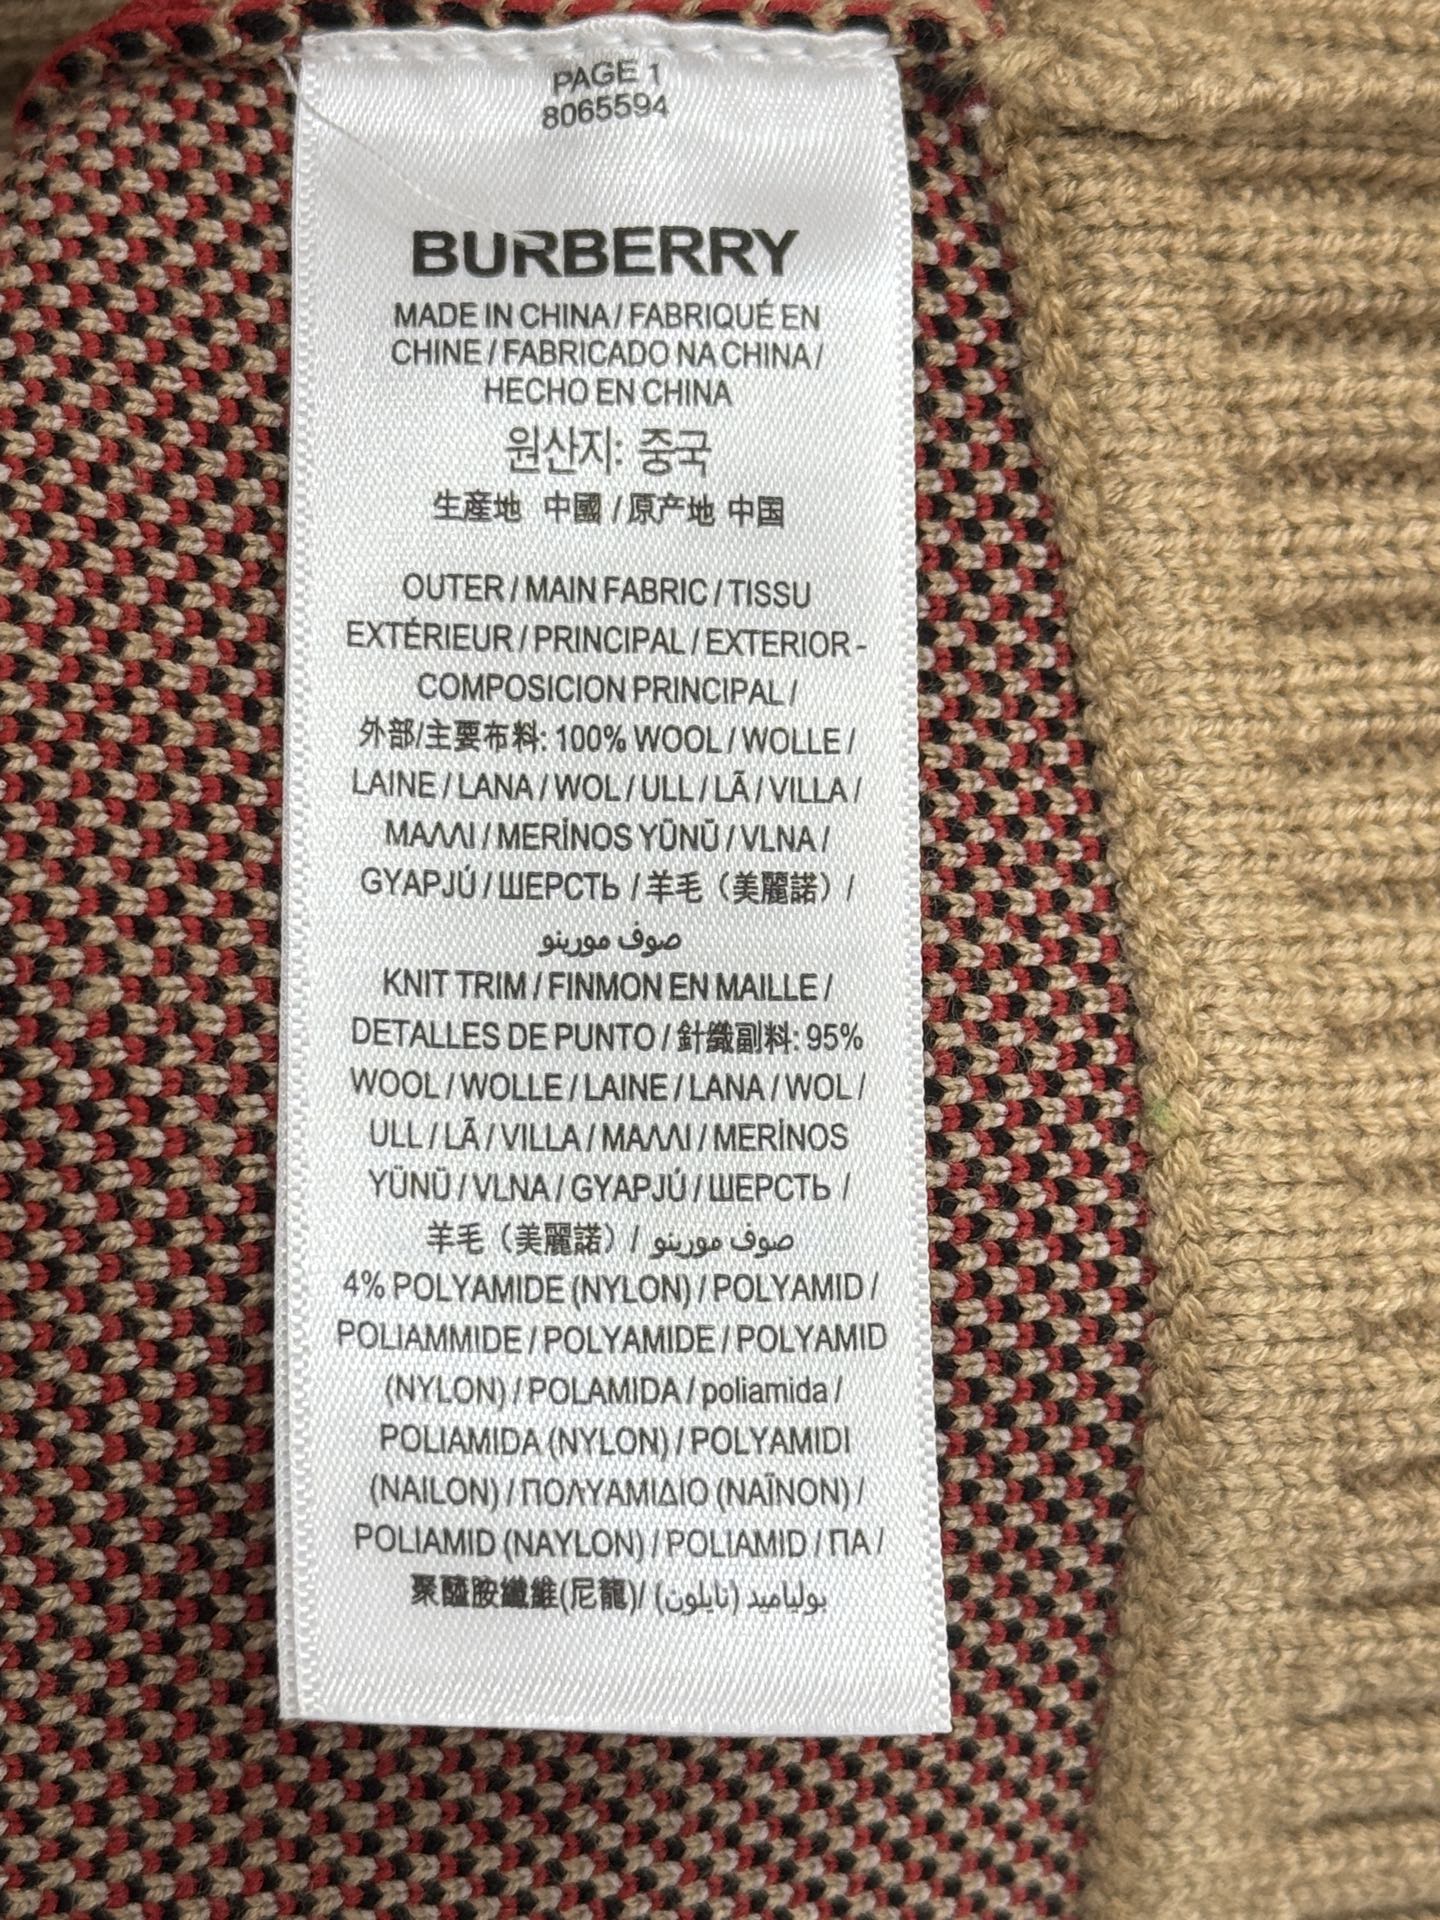 PAGE 1
8065594
BURBERRY
MADE IN CHINA / FABRIQUÉ EN
CHINE / FABRICADO NA CHINA /
HECHO EN CHINA
원산지: 중국
生産地 中國 / 原产地 中国
OUTER / MAIN FABRIC / TISSU
EXTÉRIEUR / PRINCIPAL / EXTERIOR -
COMPOSICION PRINCIPAL /
外部/主要布料: 100% WOOL / WOLLE /
LAINE / LANA / WOL / ULL / LÃ / VILLA /
ΜΑΛΛΙ / MERİNOS YÜNÜ / VLNA /
GYAPJÚ / ШЕРСТЬ / 羊毛（美麗諾）/
صوف مورينو
KNIT TRIM / FINMON EN MAILLE /
DETALLES DE PUNTO / 針織副料: 95%
WOOL / WOLLE / LAINE / LANA / WOL /
ULL / LÃ / VILLA / ΜΑΛΛΙ / MERİNOS
YÜNÜ / VLNA / GYAPJÚ / ШЕРСТЬ /
羊毛（美麗諾）/ صوف مورينو
4% POLYAMIDE (NYLON) / POLYAMID /
POLIAMMIDE / POLYAMIDE / POLYAMID
(NYLON) / POLAMIDA / poliamida /
POLIAMIDA (NYLON) / POLYAMIDI
(NAILON) / ΠΟΛΥΑΜΙΔΙΟ (NAÏNON) /
POLIAMID (NAYLON) / POLIAMID / ПА /
聚醯胺纖維(尼龍)/ بولياميد (نايلون)